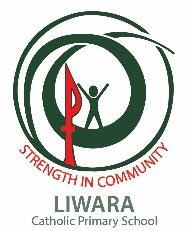 STRENGTH IN COMMUNITY
LIWARA
Catholic Primary School